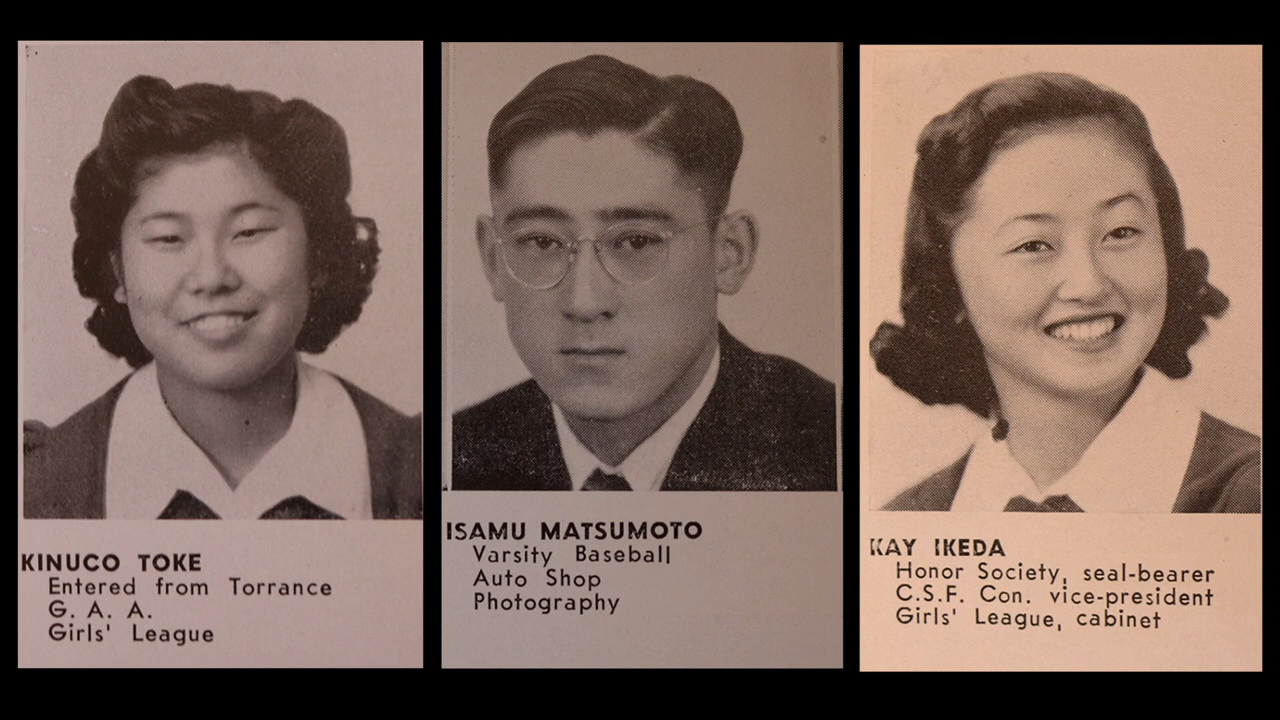 KINUCO TOKE
Entered from Torrance
G. A. A.
Girls' League
ISAMU MATSUMOTO
Varsity Baseball
Auto Shop
Photography
KAY IKEDA
Honor Society, seal-bearer
C.S.F. Con. vice-president
Girls' League, cabinet